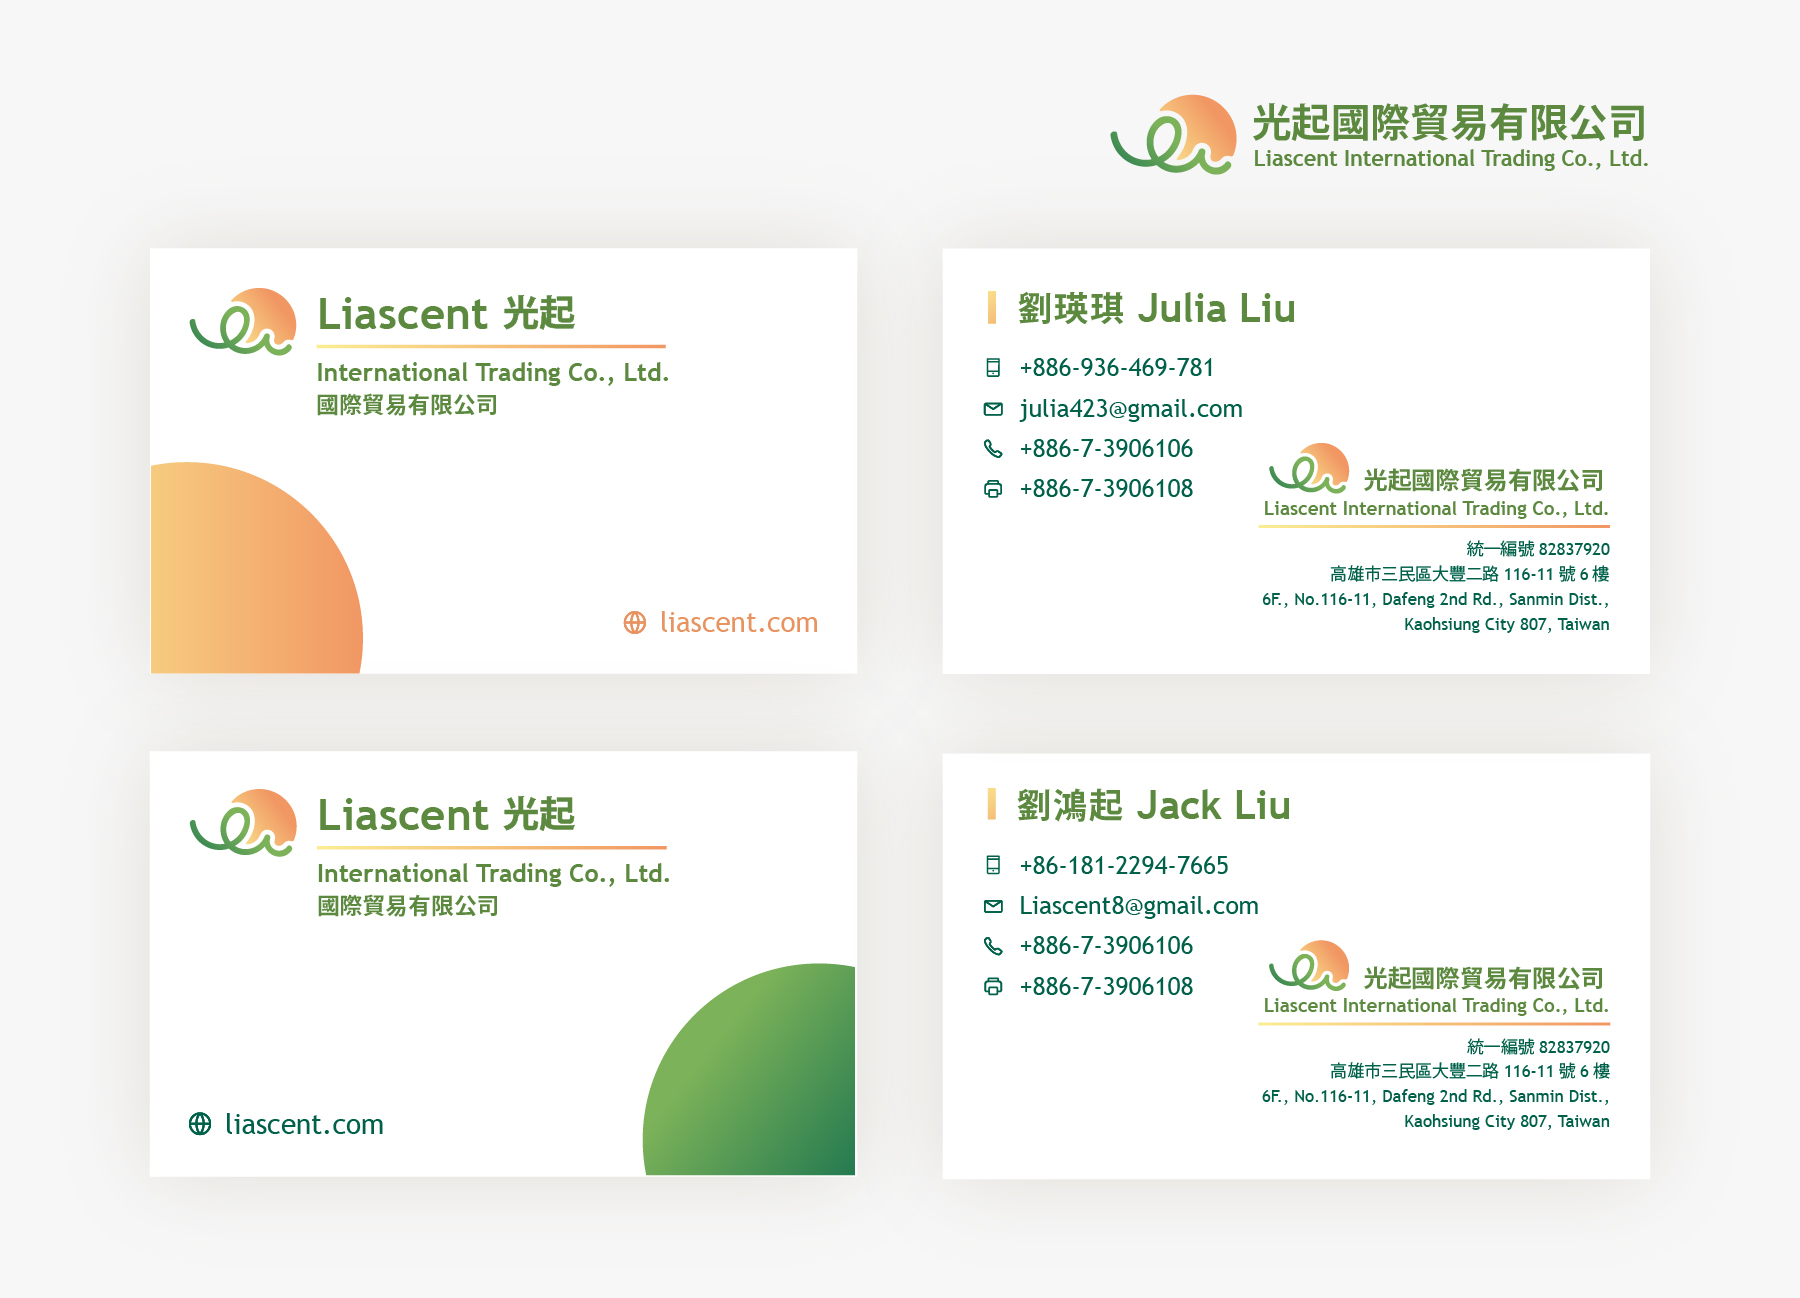 光起國際貿易有限公司
Liascent International Trading Co., Ltd.
Liascent 光起
International Trading Co., Ltd.
國際貿易有限公司
liascent.com
劉瑛琪 Julia Liu
+886-936-469-781
julia423@gmail.com
+886-7-3906106
+886-7-3906108
光起國際貿易有限公司
Liascent International Trading Co., Ltd.
統一編號 82837920
高雄市三民區大豐二路 116-11 號 6 樓
6F., No.116-11, Dafeng 2nd Rd., Sanmin Dist.,
Kaohsiung City 807, Taiwan
Liascent 光起
International Trading Co., Ltd.
國際貿易有限公司
liascent.com
劉鴻起 Jack Liu
+86-181-2294-7665
Liascent8@gmail.com
+886-7-3906106
+886-7-3906108
光起國際貿易有限公司
Liascent International Trading Co., Ltd.
統一編號 82837920
高雄市三民區大豐二路 116-11 號 6 樓
6F., No.116-11, Dafeng 2nd Rd., Sanmin Dist.,
Kaohsiung City 807, Taiwan